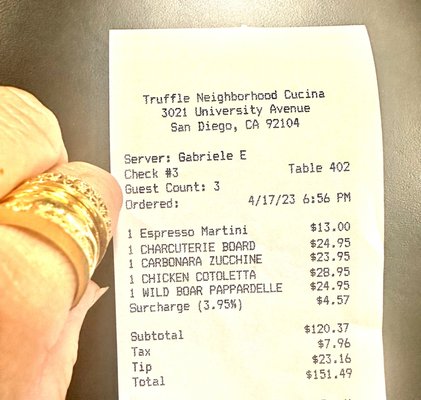 Truffle Neighborhood Cucina
3021 University Avenue
San Diego, CA 92104
Server: Gabriele E
Check #3 Table 402
Guest Count: 3
Ordered: 4/17/23 6:56 PM
1 Espresso Martini $13.00
1 CHARCUTERIE BOARD $24.95
1 CARBONARA ZUCCHINE $23.95
1 CHICKEN COTOLETTA $28.95
1 WILD BOAR PAPPARDELLE $24.95
Surcharge (3.95%) $4.57
Subtotal $120.37
Tax $7.96
Tip $23.16
Total $151.49